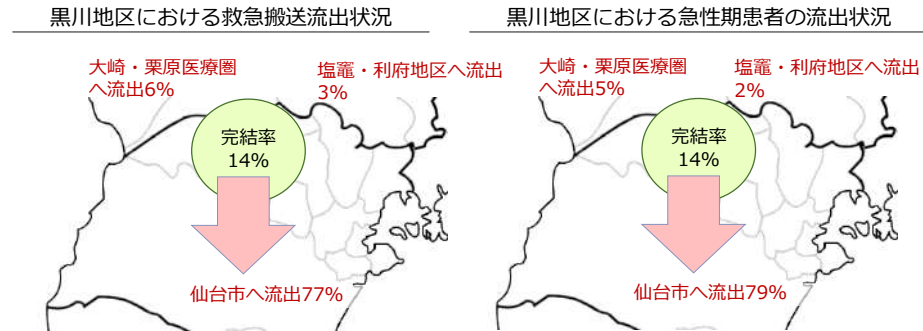 黒川地区における救急搬送流出状況
大崎・栗原医療圏
へ流出6%
塩竈・利府地区へ流出
3%
完結率
14%
仙台市へ流出77%
黒川地区における急性期患者の流出状況
大崎・栗原医療圏
へ流出5%
塩竈・利府地区へ流出
2%
完結率
14%
仙台市へ流出79%